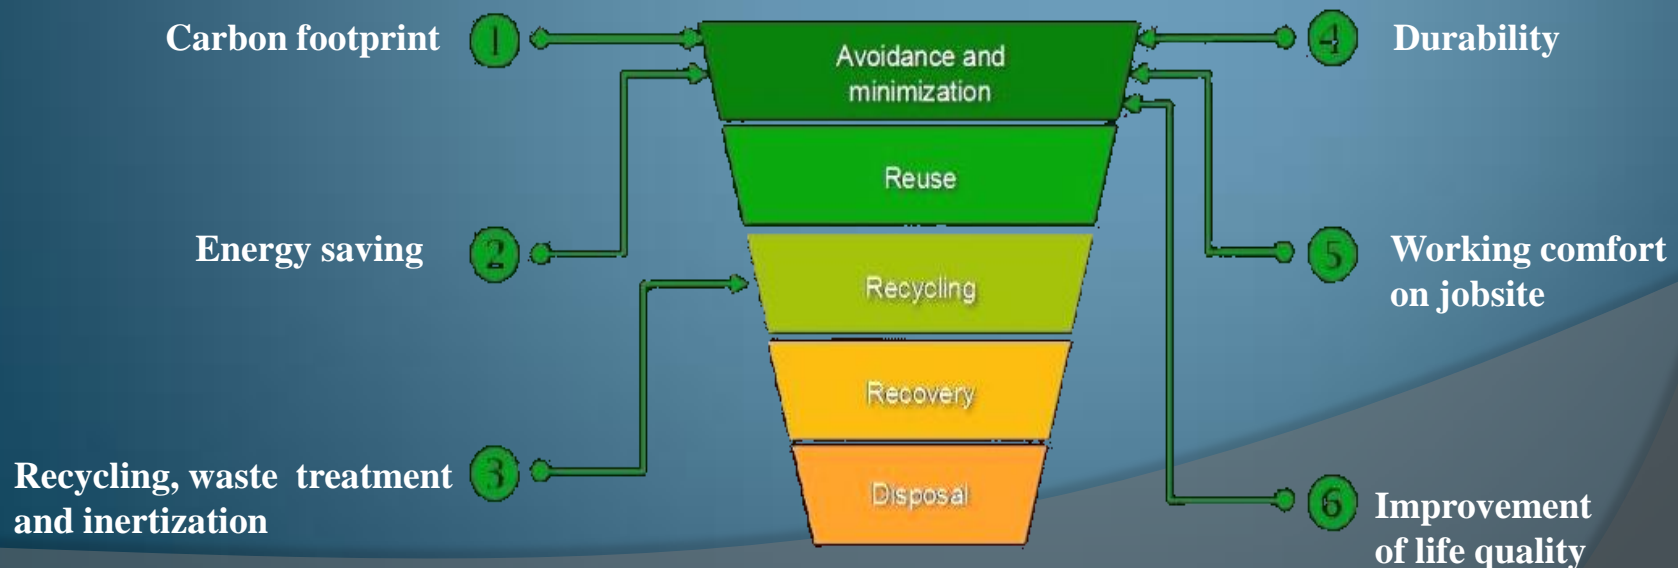 Carbon footprint
1
Avoidance and
minimization
4
Durability
Reuse
Energy saving
2
Recycling
5
Working comfort
on jobsite
Recovery
Recycling, waste treatment
and inertization
3
Disposal
6
Improvement
of life quality